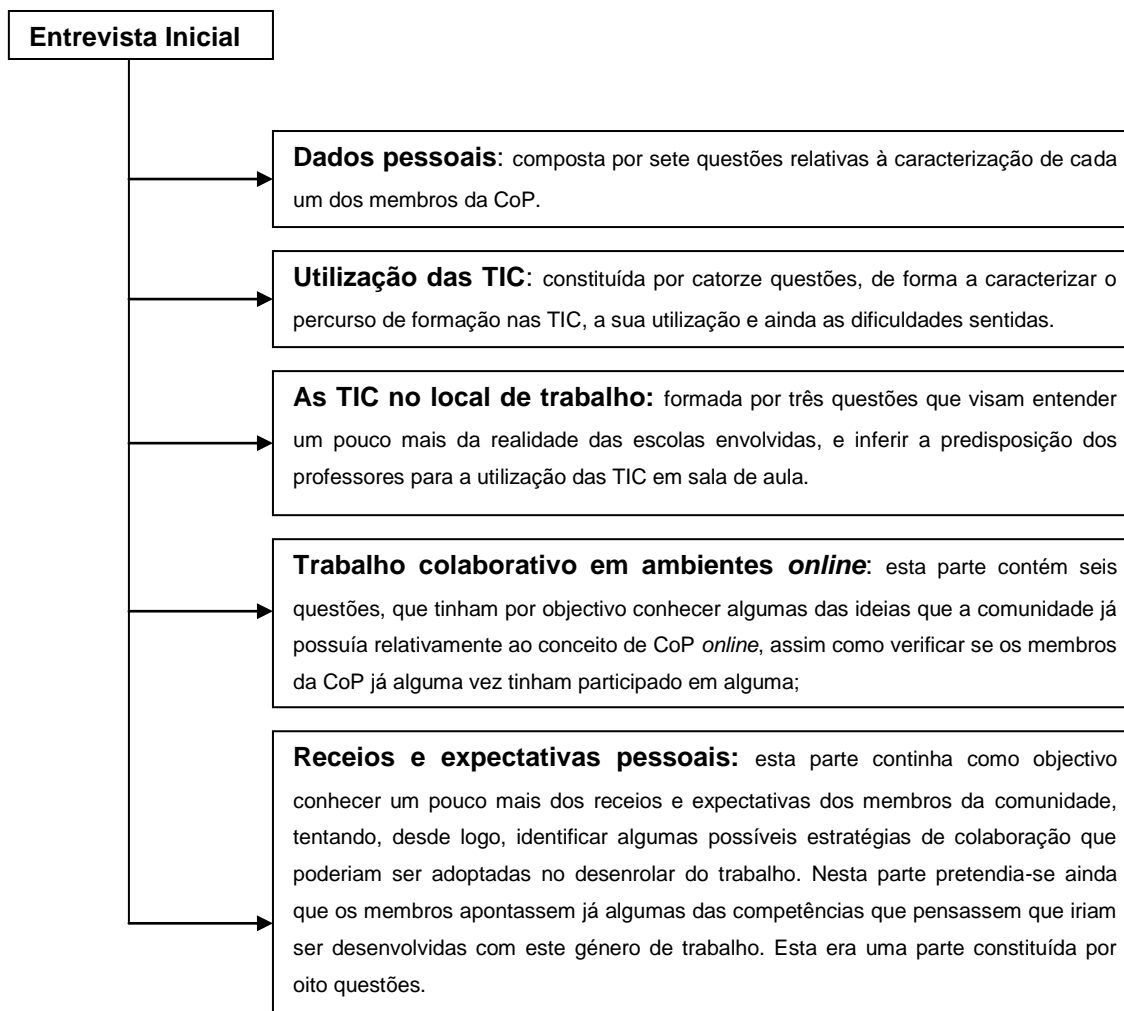 Entrevista Inicial
Dados pessoais: composta por sete questões relativas à caracterização de cada
um dos membros da CoP.
Utilização das TIC: constituída por catorze questões, de forma a caracterizar o
percurso de formação nas TIC, a sua utilização e ainda as dificuldades sentidas.
As TIC no local de trabalho: formada por três questões que visam entender
um pouco mais da realidade das escolas envolvidas, e inferir a predisposição dos
professores para a utilização das TIC em sala de aula.
Trabalho colaborativo em ambientes online: esta parte contém seis
questões, que tinham por objectivo conhecer algumas das ideias que a comunidade já
possuía relativamente ao conceito de CoP online, assim como verificar se os membros
da CoP já alguma vez tinham participado em alguma;
Receios e expectativas pessoais: esta parte continha como objectivo
conhecer um pouco mais dos receios e expectativas dos membros da comunidade,
tentando, desde logo, identificar algumas possíveis estratégias de colaboração que
poderiam ser adoptadas no desenrolar do trabalho. Nesta parte pretendia-se ainda
que os membros apontassem já algumas das competências que pensassem que iriam
ser desenvolvidas com este género de trabalho. Esta era uma parte constituída por
oito questões.